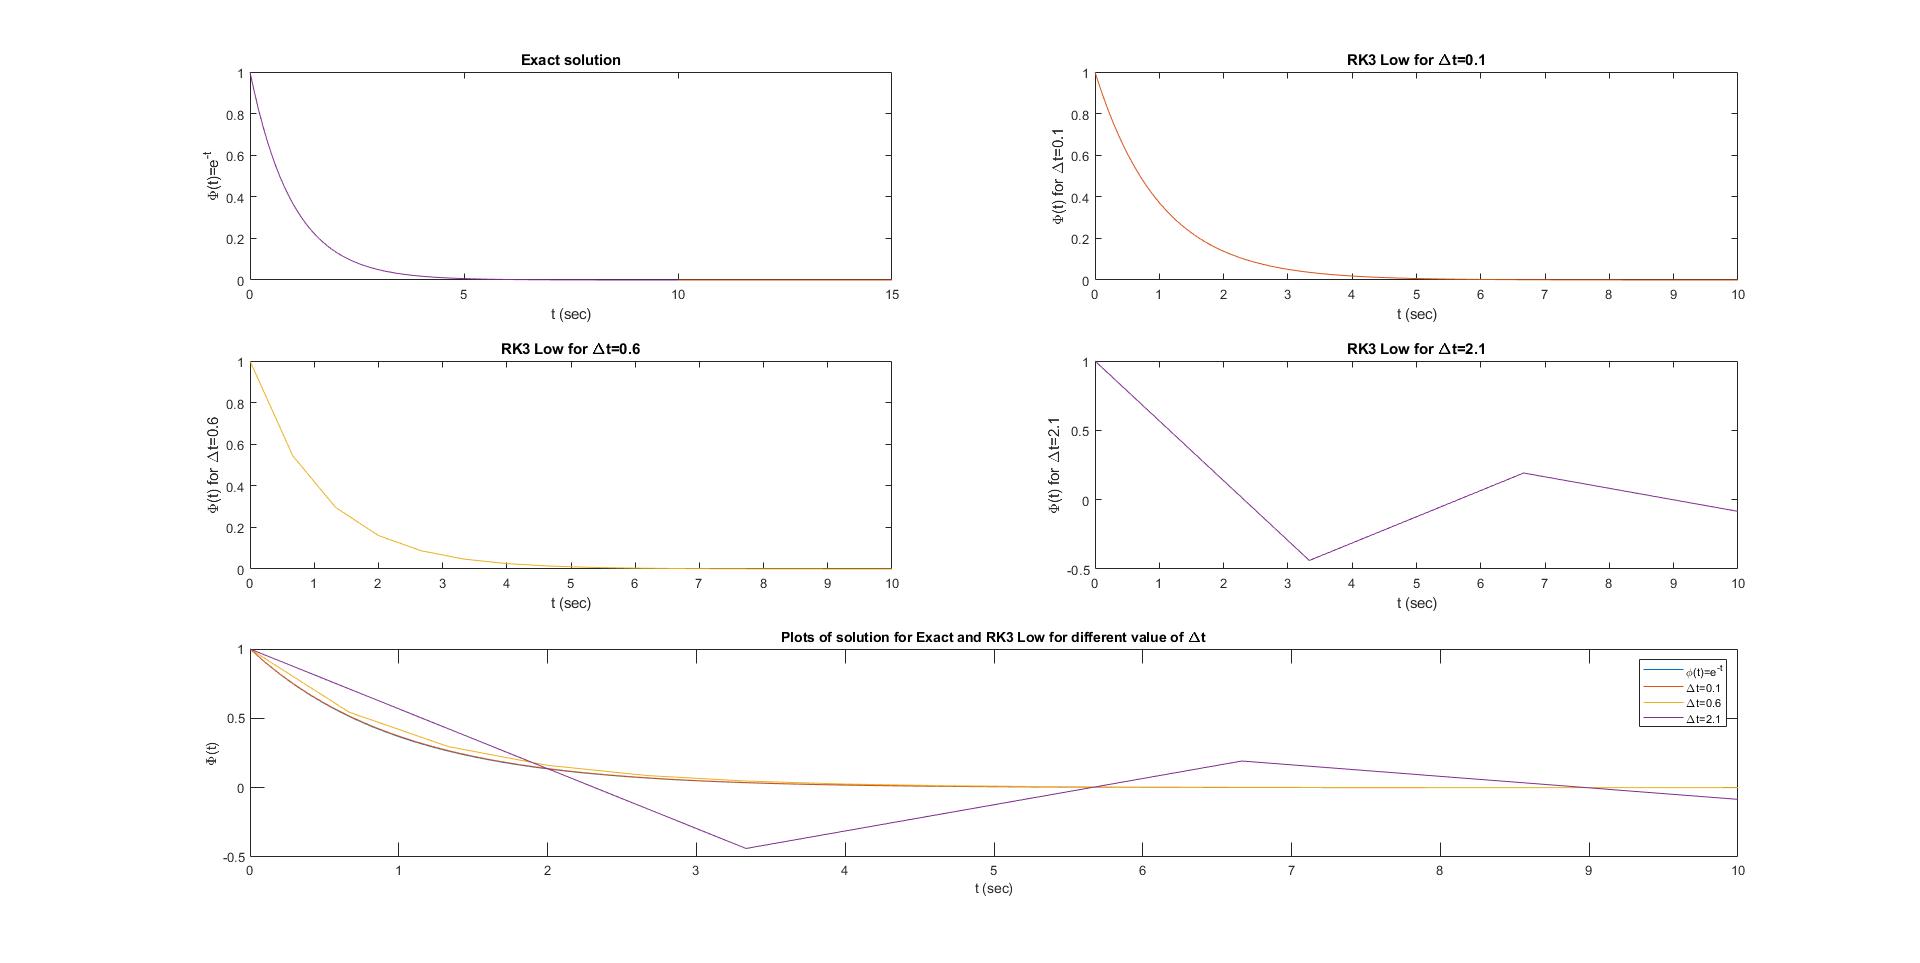 Exact solution
1
0.8
0.6
0.4
0.2
0
Φ(t)=e^-t
0 5 10 15
t (sec)
RK3 Low for Δt=0.1
1
0.8
0.6
0.4
0.2
0
Φ(t) for Δt=0.1
0 1 2 3 4 5 6 7 8 9 10
t (sec)
RK3 Low for Δt=0.6
1
0.8
0.6
0.4
0.2
0
Φ(t) for Δt=0.6
0 1 2 3 4 5 6 7 8 9 10
t (sec)
RK3 Low for Δt=2.1
1
0.5
0
-0.5
Φ(t) for Δt=2.1
0 1 2 3 4 5 6 7 8 9 10
t (sec)
Plots of solution for Exact and RK3 Low for different value of Δt
1
0.5
0
-0.5
Φ(t)
ϕ(t)=e^-t
Δt=0.1
Δt=0.6
Δt=2.1
0 1 2 3 4 5 6 7 8 9 10
t (sec)